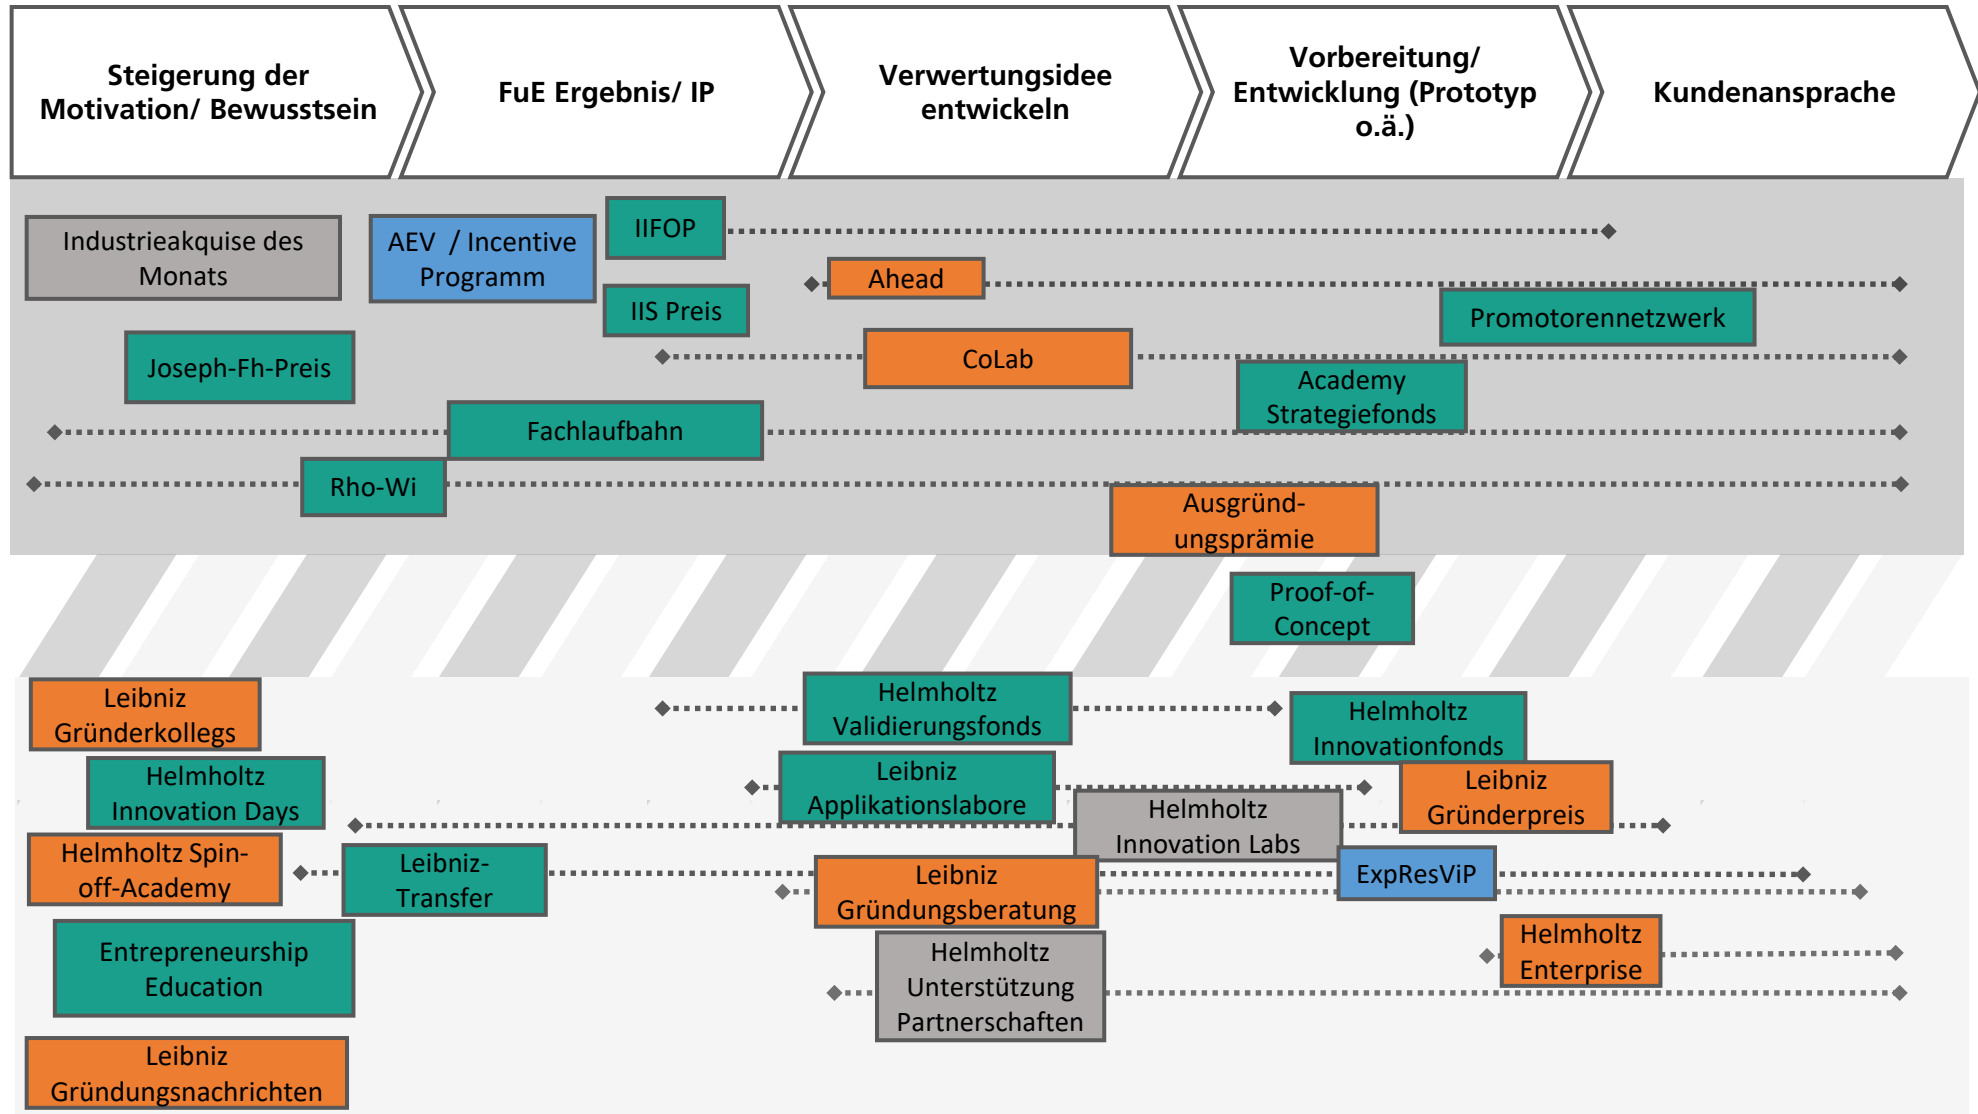 Steigerung der
Motivation/ Bewusstsein
FuE Ergebnis/ IP
Verwertungsidee
entwickeln
Vorbereitung/
Entwicklung (Prototyp
o.ä.)
Kundenansprache
Industrieakquise des
Monats
AEV / Incentive
Programm
IIFOP
Ahead
IIS Preis
Promotorennetzwerk
Joseph-Fh-Preis
CoLab
Academy
Strategiefonds
Fachlaufbahn
Rho-Wi
Ausgründ-
ungsprämie
Proof-of-
Concept
Leibniz
Gründerkollegs
Helmholtz
Validierungsfonds
Helmholtz
Innovationfonds
Helmholtz
Innovation Days
Leibniz
Applikationslabore
Leibniz
Gründerpreis
Helmholtz
Innovation Labs
Helmholtz Spin-
off-Academy
Leibniz-
Transfer
Leibniz
Gründungsberatung
ExpResViP
Entrepreneurship
Education
Helmholtz
Unterstützung
Partnerschaften
Helmholtz
Enterprise
Leibniz
Gründungsnachrichten